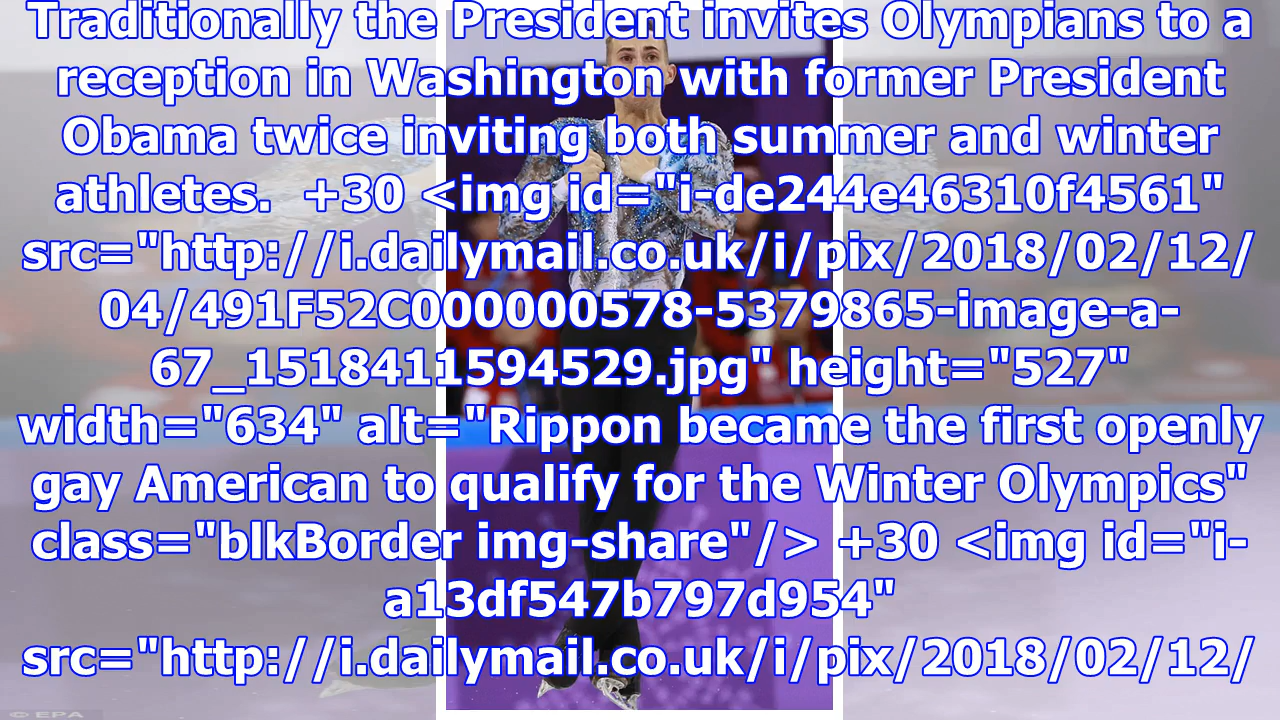 Traditionally the President invites Olympians to a
reception in Washington with former President
Obama twice inviting both summer and winter
athletes.  +30 <img id="i-de244e46310f4561"
src="http://i.dailymail.co.uk/i/pix/2018/02/12/
04/491F52C000000578-5379865-image-a-
67_1518411594529.jpg" height="527"
width="634" alt="Rippon became the first openly
gay American to qualify for the Winter Olympics"
class="blkBorder img-share"/> +30 <img id="i-
a13df547b797d954"
src="http://i.dailymail.co.uk/i/pix/2018/02/12/
© EPA